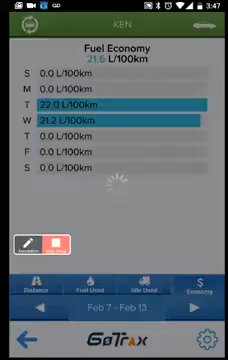 3:47
KEN
Fuel Economy
21.6 L/100km
S 0.0 L/100km
M 0.0 L/100km
T 22.0 L/100km
W 21.2 L/100km
T 0.0 L/100km
F 0.0 L/100km
S 0.0 L/100km
Annotation
Distance Fuel Used Idle Used $ Economy
Feb 7 - Feb 13
GOTRAX